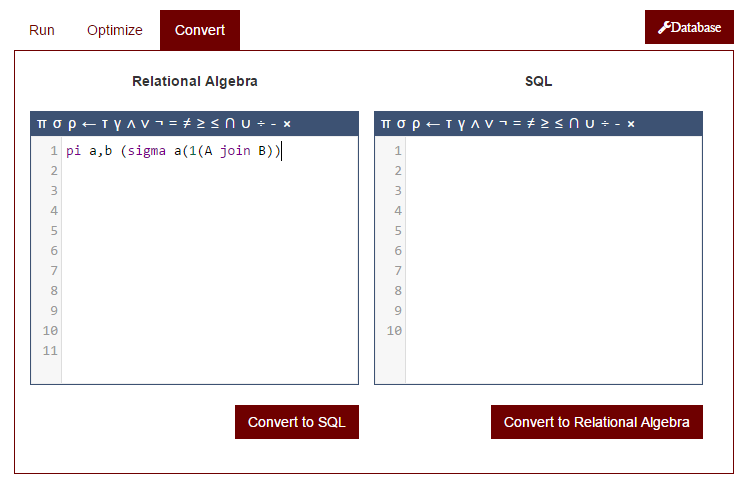 Run Optimize Convert Database
Relational Algebra SQL
π σ ρ ← τ γ ∧ ∨ ¬ = ≠ ≥ ≤ ∩ ∪ ÷ - ×
1 pi a,b (sigma a(1(A join B))
2
3
4
5
6
7
8
9
10
11
π σ ρ ← τ γ ∧ ∨ ¬ = ≠ ≥ ≤ ∩ ∪ ÷ - ×
1
2
3
4
5
6
7
8
9
10
Convert to SQL
Convert to Relational Algebra